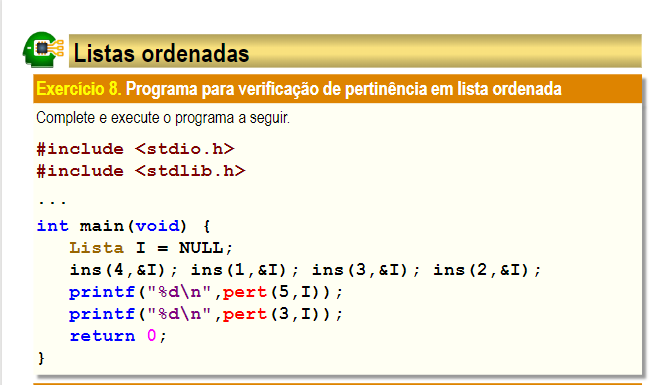 Listas ordenadas
Exercício 8. Programa para verificação de pertinência em lista ordenada
Complete e execute o programa a seguir.
#include <stdio.h>
#include <stdlib.h>
...
int main(void) {
   Lista I = NULL;
   ins(4,&I); ins(1,&I); ins(3,&I); ins(2,&I);
   printf("%d\n",pert(5,I));
   printf("%d\n",pert(3,I));
   return 0;
}